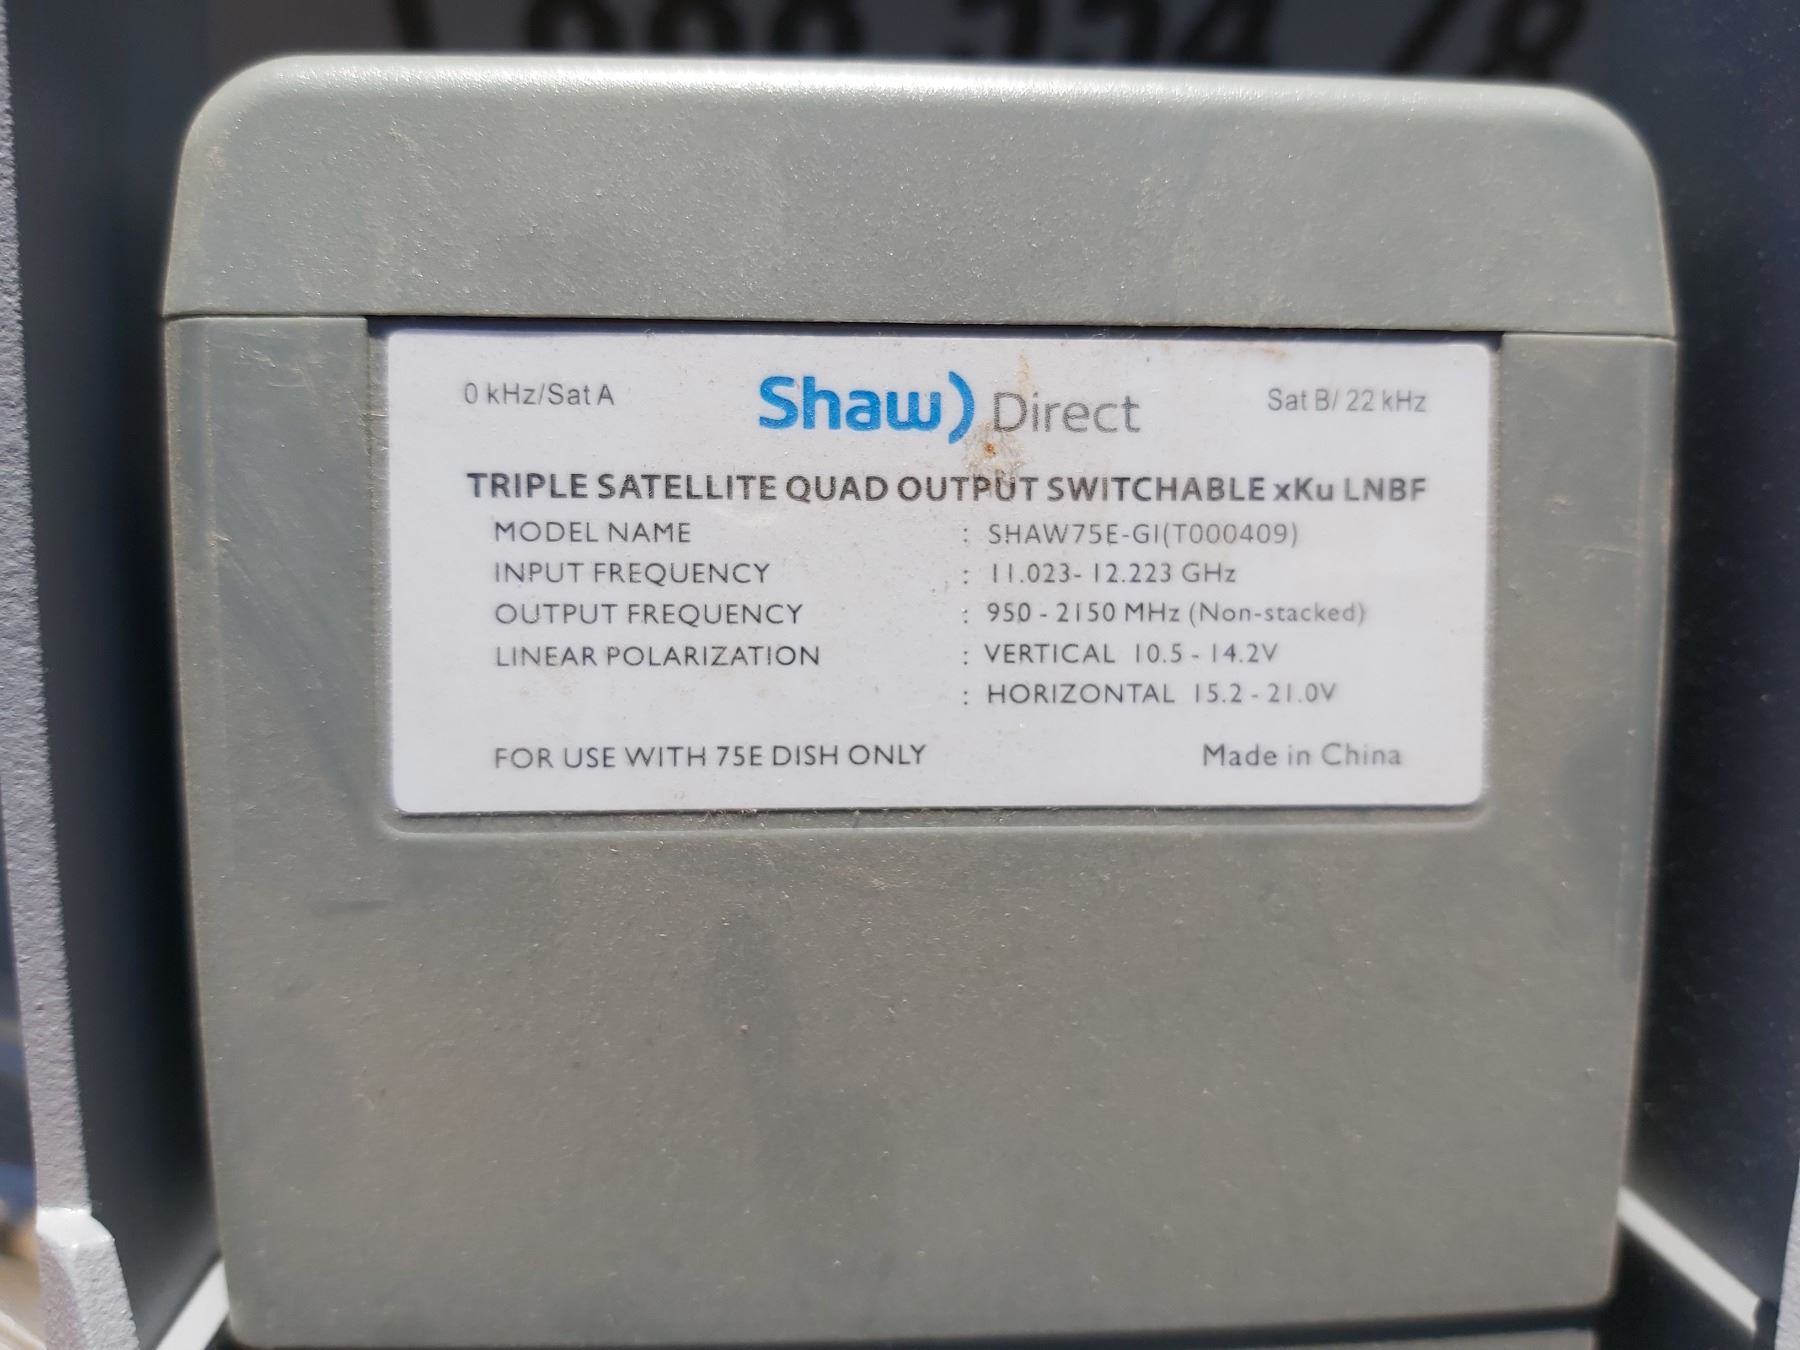 0 kHz/Sat A Shaw) Direct Sat B/ 22 kHz
TRIPLE SATELLITE QUAD OUTPUT SWITCHABLE xKu LNBF
MODEL NAME : SHAW75E-GI(T000409)
INPUT FREQUENCY : 11.023- 12.223 GHz
OUTPUT FREQUENCY : 950 - 2150 MHz (Non-stacked)
LINEAR POLARIZATION : VERTICAL 10.5 - 14.2V
: HORIZONTAL 15.2 - 21.0V
FOR USE WITH 75E DISH ONLY Made in China